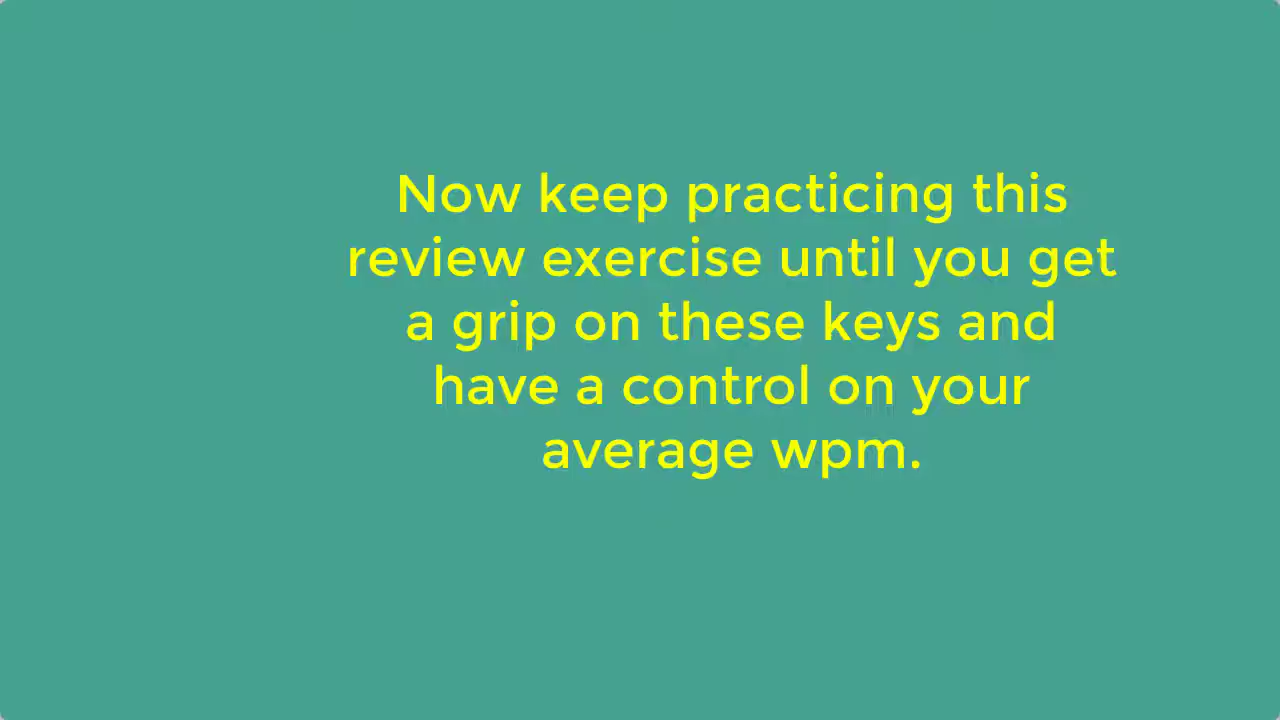 Now keep practicing this
review exercise until you get
a grip on these keys and
have a control on your
average wpm.